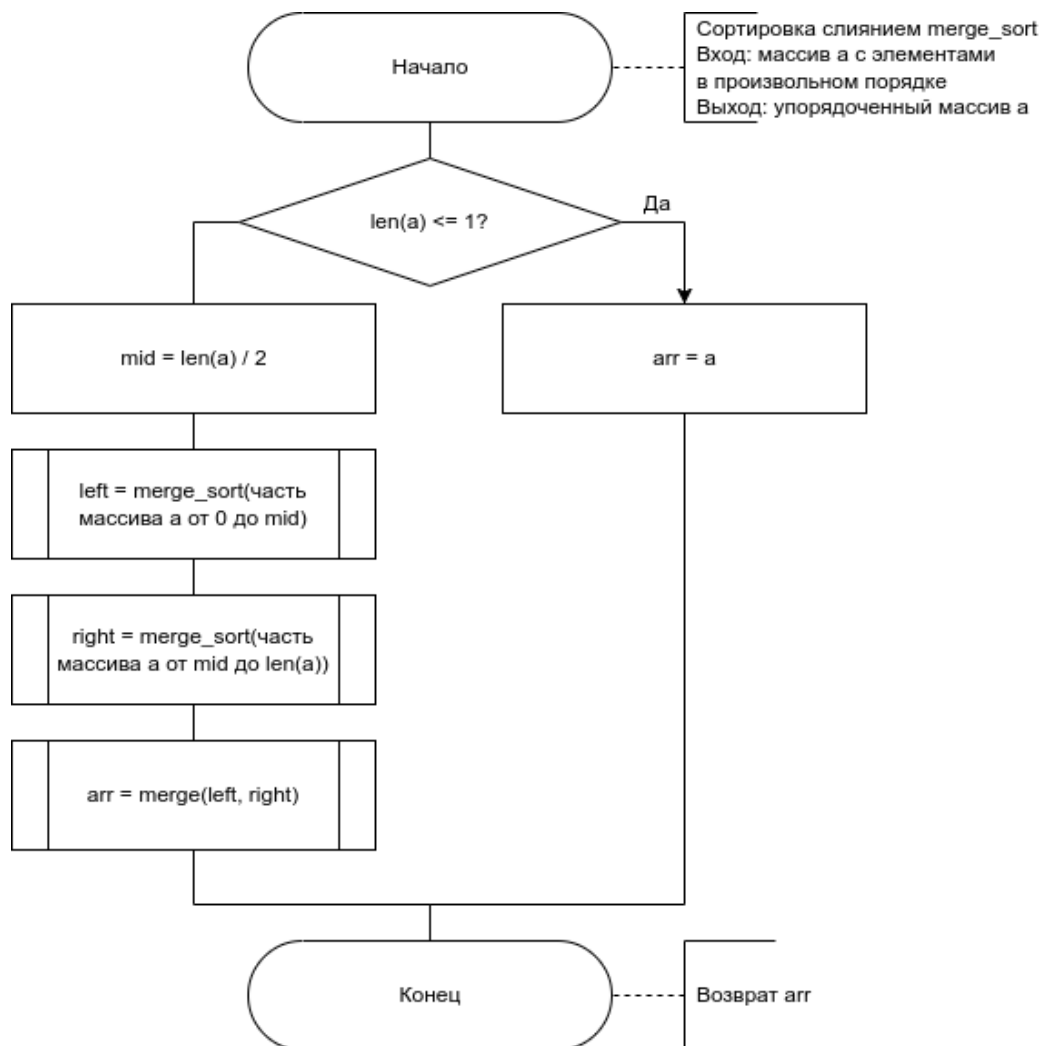 Начало
Сортировка слиянием merge_sort
Вход: массив a с элементами
в произвольном порядке
Выход: упорядоченный массив a
len(a) <= 1?
Да
mid = len(a) / 2
arr = a
left = merge_sort(часть
массива a от 0 до mid)
right = merge_sort(часть
массива a от mid до len(a))
arr = merge(left, right)
Конец
Возврат arr